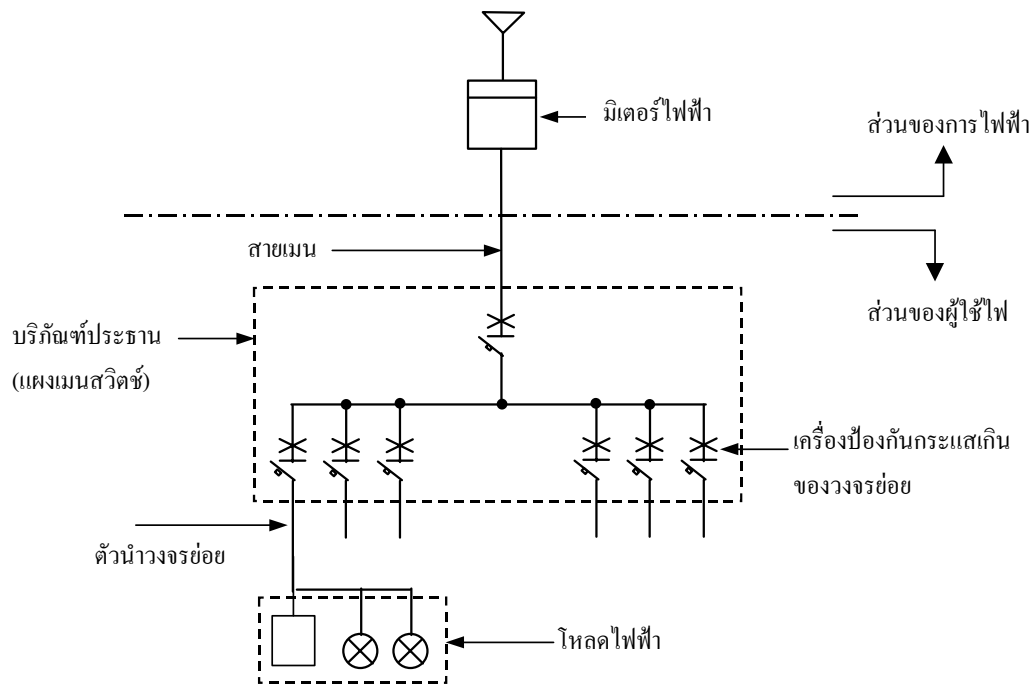 มิเตอร์ไฟฟ้า
ส่วนของการไฟฟ้า
สายเมน
ส่วนของผู้ใช้ไฟ
บริภัณฑ์ประธาน
(แผงเมนสวิตช์)
เครื่องป้องกันกระแสเกิน
ของวงจรย่อย
ตัวนำวงจรย่อย
โหลดไฟฟ้า